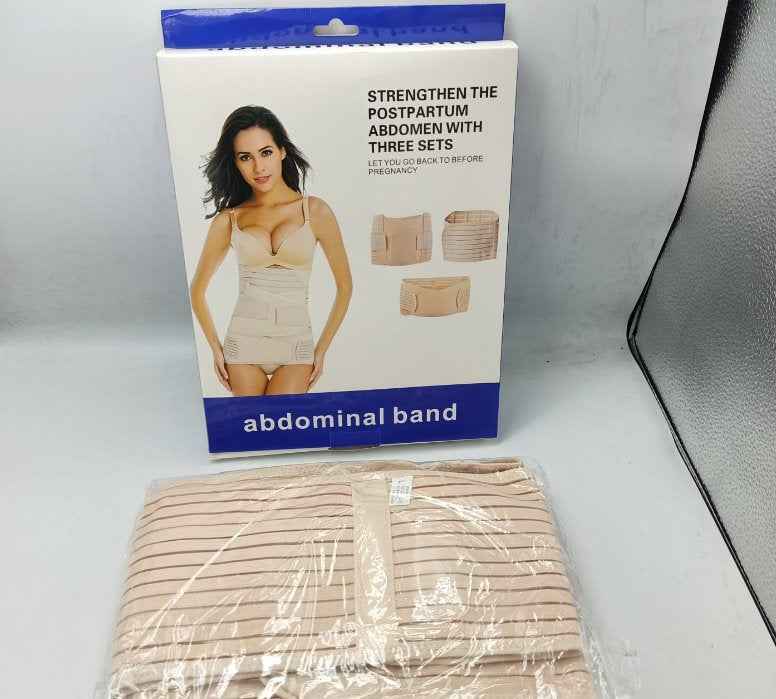 STRENGTHEN THE
POSTPARTUM
ABDOMEN WITH
THREE SETS
LET YOU GO BACK TO BEFORE
PREGNANCY
abdominal band